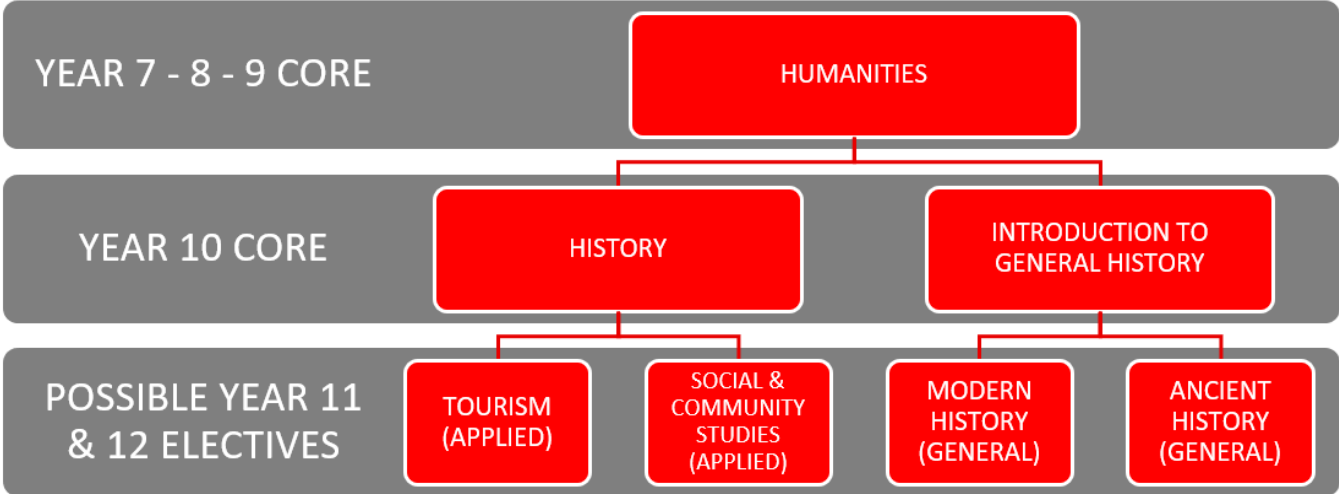 YEAR 7 - 8 - 9 CORE
HUMANITIES
YEAR 10 CORE
HISTORY
INTRODUCTION TO
GENERAL HISTORY
POSSIBLE YEAR 11
& 12 ELECTIVES
TOURISM
(APPLIED)
SOCIAL &
COMMUNITY
STUDIES
(APPLIED)
MODERN
HISTORY
(GENERAL)
ANCIENT
HISTORY
(GENERAL)